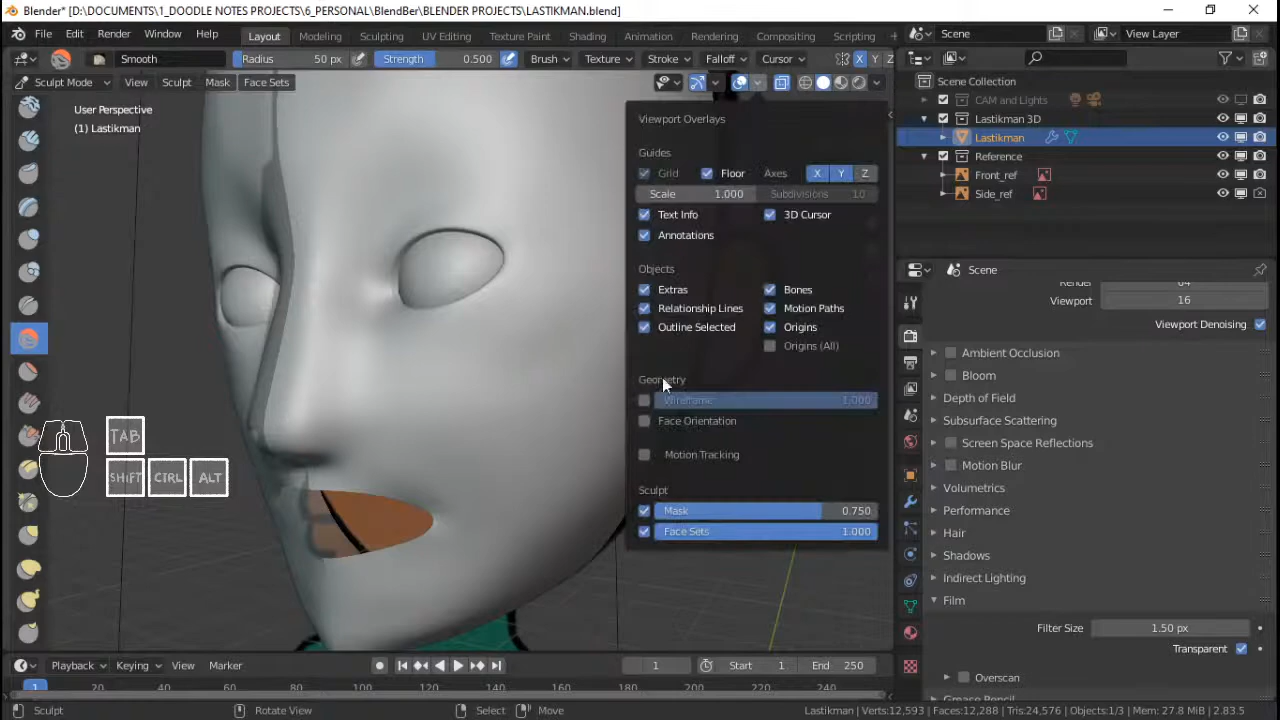 Blender* [D:\DOCUMENTS\1_DOODLE NOTES PROJECTS\6_PERSONAL\BlendBer\BLENDER PROJECTS\LASTIKMAN.blend]
File Edit Render Window Help Layout Modeling Sculpting UV Editing Texture Paint Shading Animation Rendering Compositing Scripting Scene View Layer
Smooth Radius 50 px Strength 0.500 Brush Texture Stroke Falloff Cursor X Y Z
Sculpt Mode View Sculpt Mask Face Sets
User Perspective
(1) Lastikman
Viewport Overlays
Guides
Grid Floor Axes X Y Z
Scale 1.000 Subdivisions 10
Text Info 3D Cursor
Annotations
Objects
Extras Bones
Relationship Lines Motion Paths
Outline Selected Origins
Origins (All)
Geometry
Wireframe 1.000
Face Orientation
Motion Tracking
Sculpt
Mask 0.750
Face Sets 1.000
TAB
SHIFT CTRL ALT
Scene Collection
CAM and Lights
Lastikman 3D
Lastikman
Reference
Front_ref
Side_ref
Scene
Render 64
Viewport 16
Viewport Denoising
Ambient Occlusion
Bloom
Depth of Field
Subsurface Scattering
Screen Space Reflections
Motion Blur
Volumetrics
Performance
Hair
Shadows
Indirect Lighting
Film
Filter Size 1.50 px
Transparent
Overscan
Grease Pencil
Playback Keying View Marker 1 Start 1 End 250
1 20 40 60 80 100 120 140 160 180 200 220 240
Sculpt Rotate View Select Move Lastikman | Verts:12,593 | Faces:12,288 | Tris:24,576 | Objects:1/3 | Mem: 27.8 MiB | 2.83.5